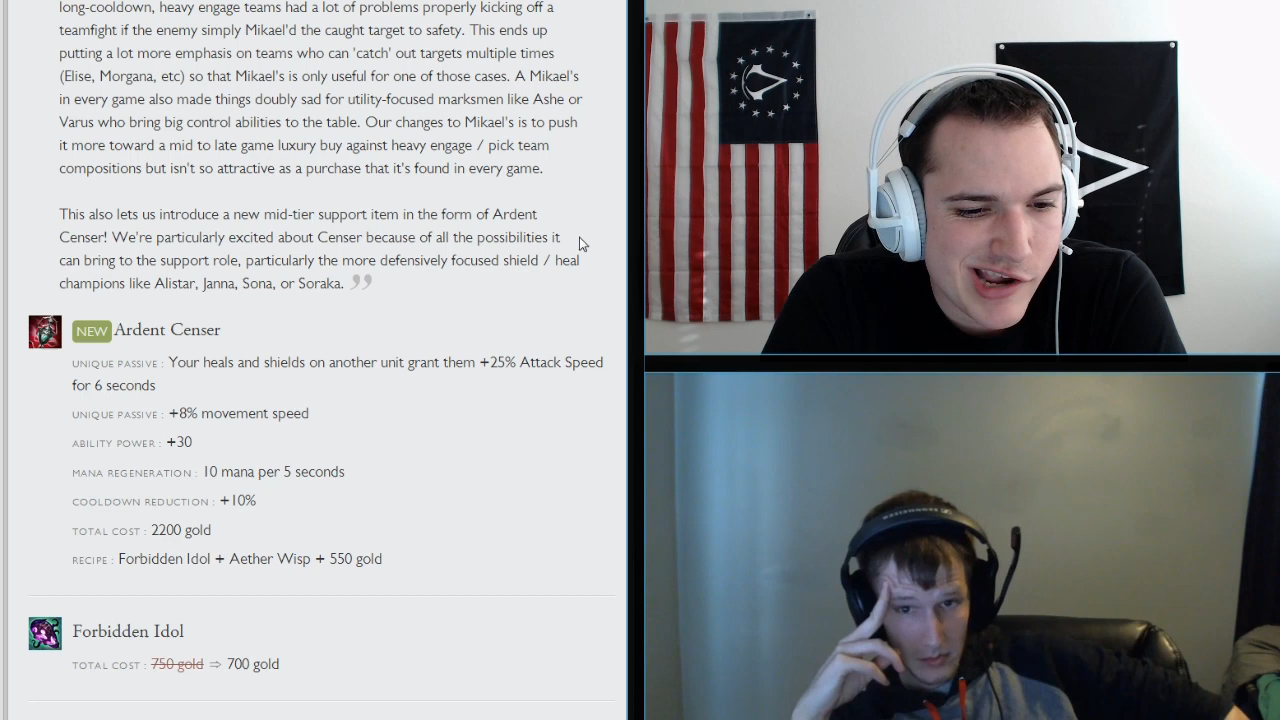 long-cooldown, heavy engage teams had a lot of problems properly kicking off a
teamfight if the enemy simply Mikael'd the caught target to safety. This ends up
putting a lot more emphasis on teams who can 'catch' out targets multiple times
(Elise, Morgana, etc) so that Mikael's is only useful for one of those cases. A Mikael's
in every game also made things doubly sad for utility-focused marksmen like Ashe or
Varus who bring big control abilities to the table. Our changes to Mikael's is to push
it more toward a mid to late game luxury buy against heavy engage / pick team
compositions but isn't so attractive as a purchase that it's found in every game.
This also lets us introduce a new mid-tier support item in the form of Ardent
Censer! We're particularly excited about Censer because of all the possibilities it
can bring to the support role, particularly the more defensively focused shield / heal
champions like Alistar, Janna, Sona, or Soraka. ”
NEW Ardent Censer
UNIQUE PASSIVE : Your heals and shields on another unit grant them +25% Attack Speed
for 6 seconds
UNIQUE PASSIVE : +8% movement speed
ABILITY POWER : +30
MANA REGENERATION : 10 mana per 5 seconds
COOLDOWN REDUCTION : +10%
TOTAL COST : 2200 gold
RECIPE : Forbidden Idol + Aether Wisp + 550 gold
Forbidden Idol
TOTAL COST : 750 gold ⇒ 700 gold